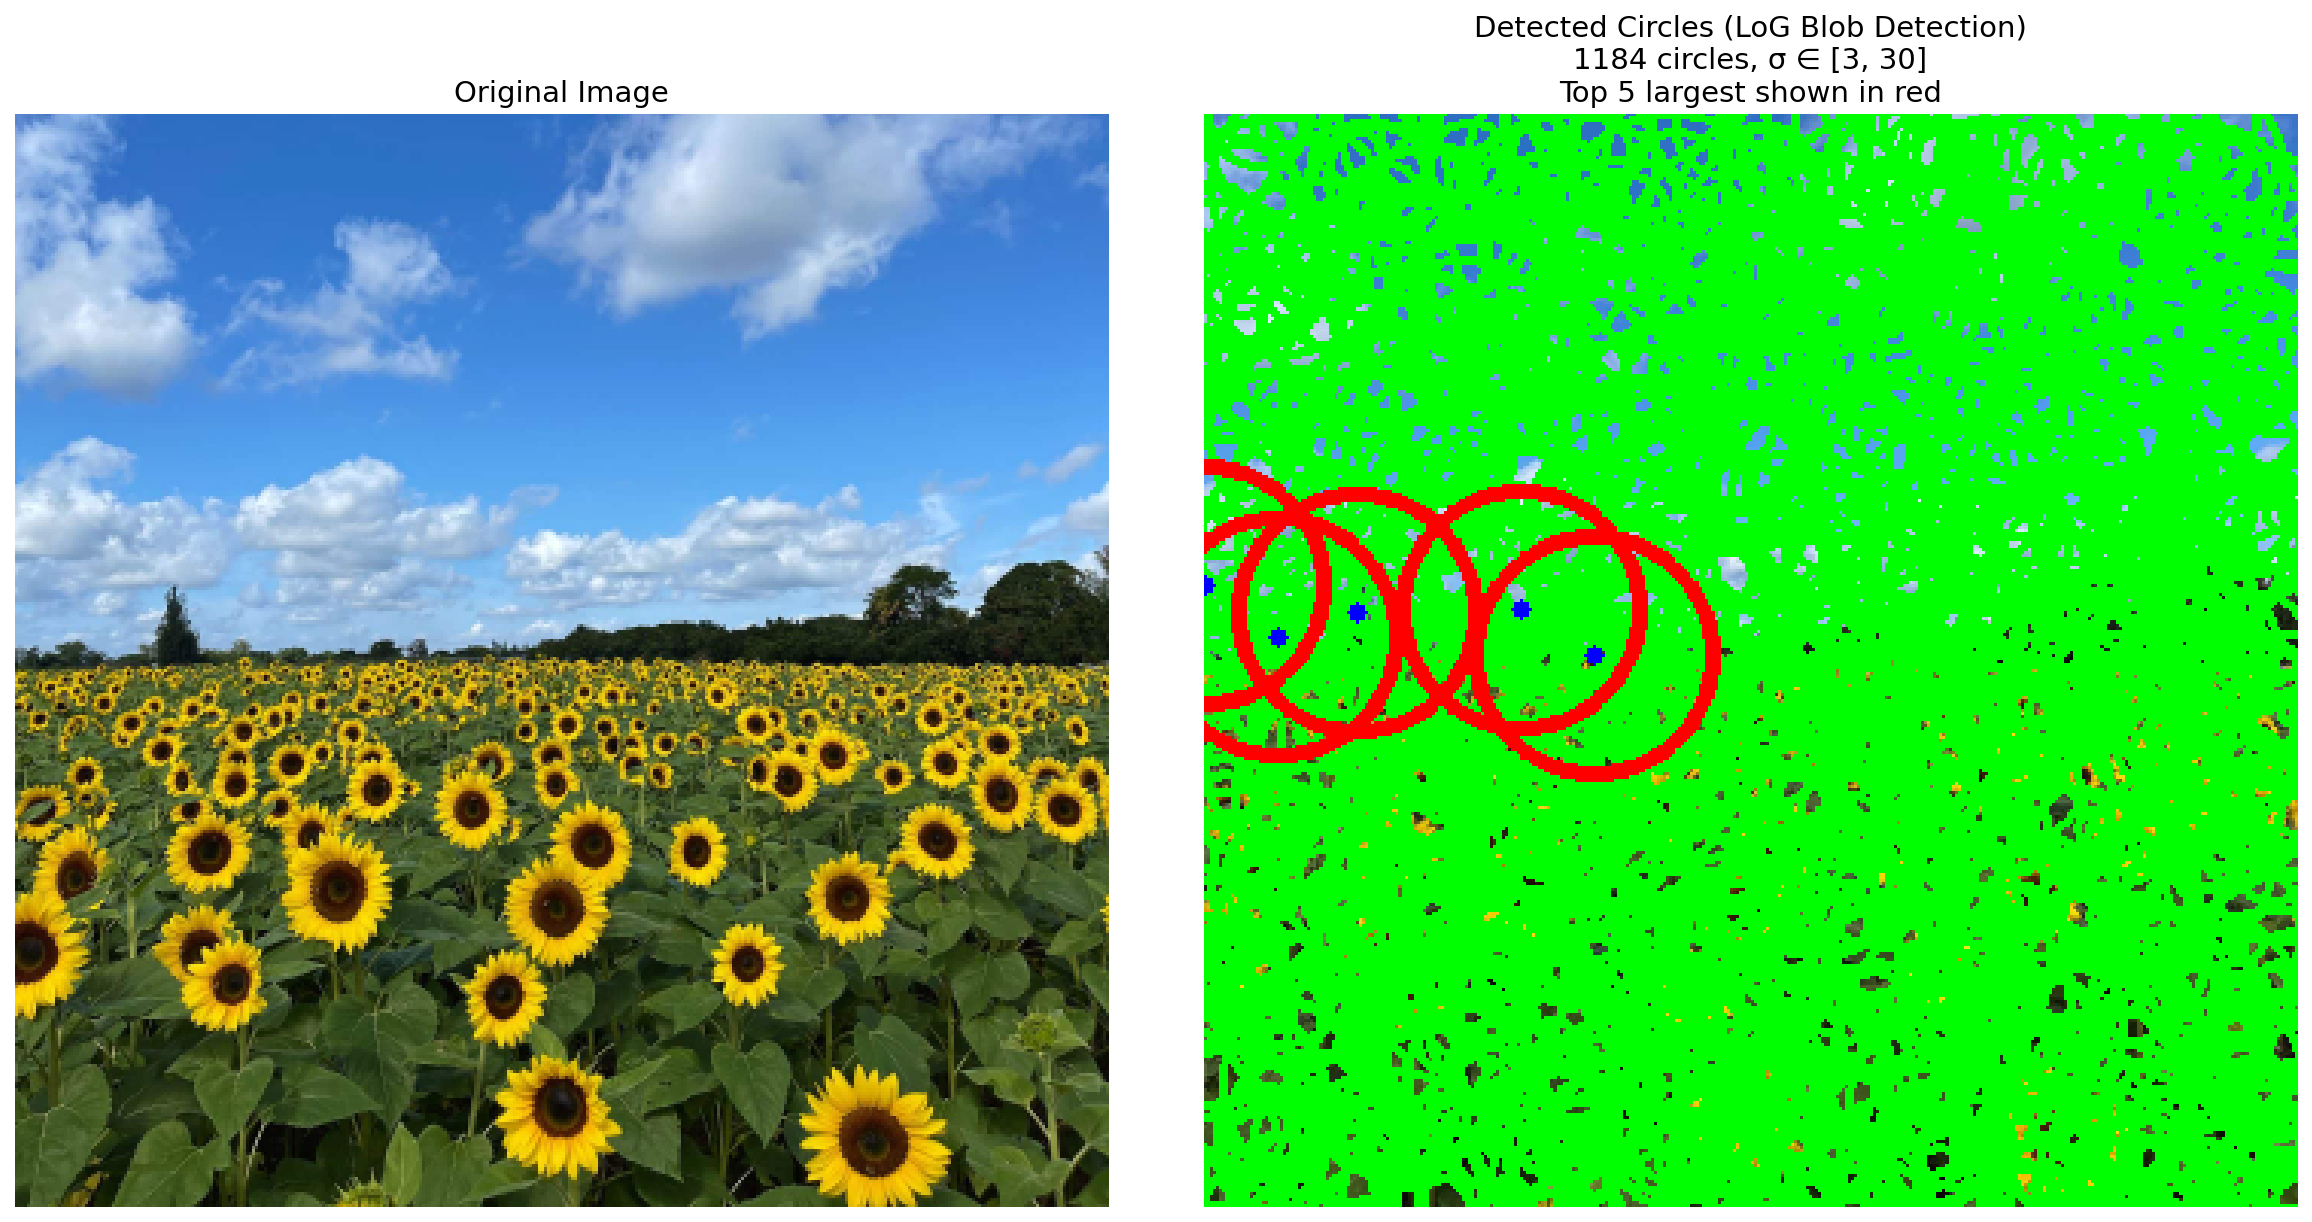 Original Image
Detected Circles (LoG Blob Detection)
1184 circles, σ ∈ [3, 30]
Top 5 largest shown in red